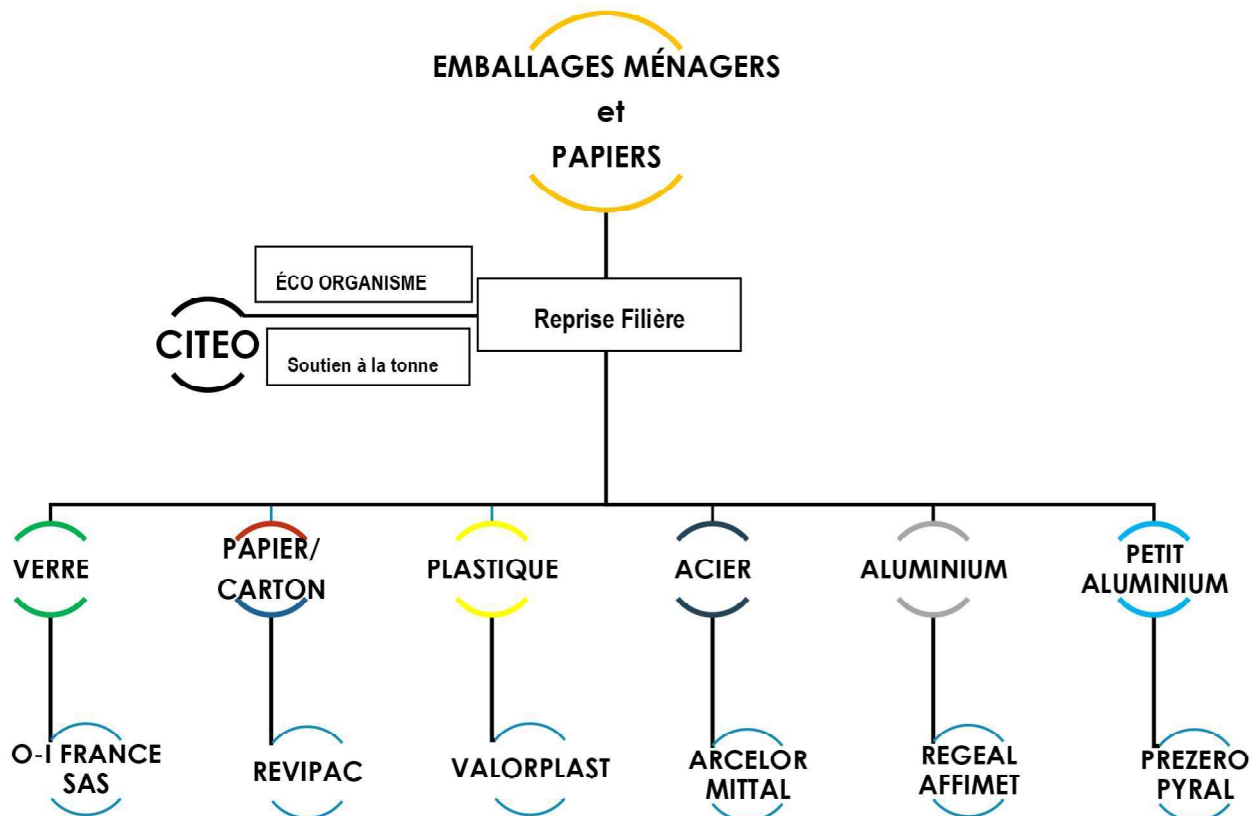 EMBALLAGES MÉNAGERS
et
PAPIERS
ÉCO ORGANISME
Reprise Filière
CITEO
Soutien à la tonne
VERRE
PAPIER/
CARTON
PLASTIQUE
ACIER
ALUMINIUM
PETIT
ALUMINIUM
O-I FRANCE
SAS
REVIPAC
VALORPLAST
ARCELOR
MITTAL
REGEAL
AFFIMET
PREZERO
PYRAL